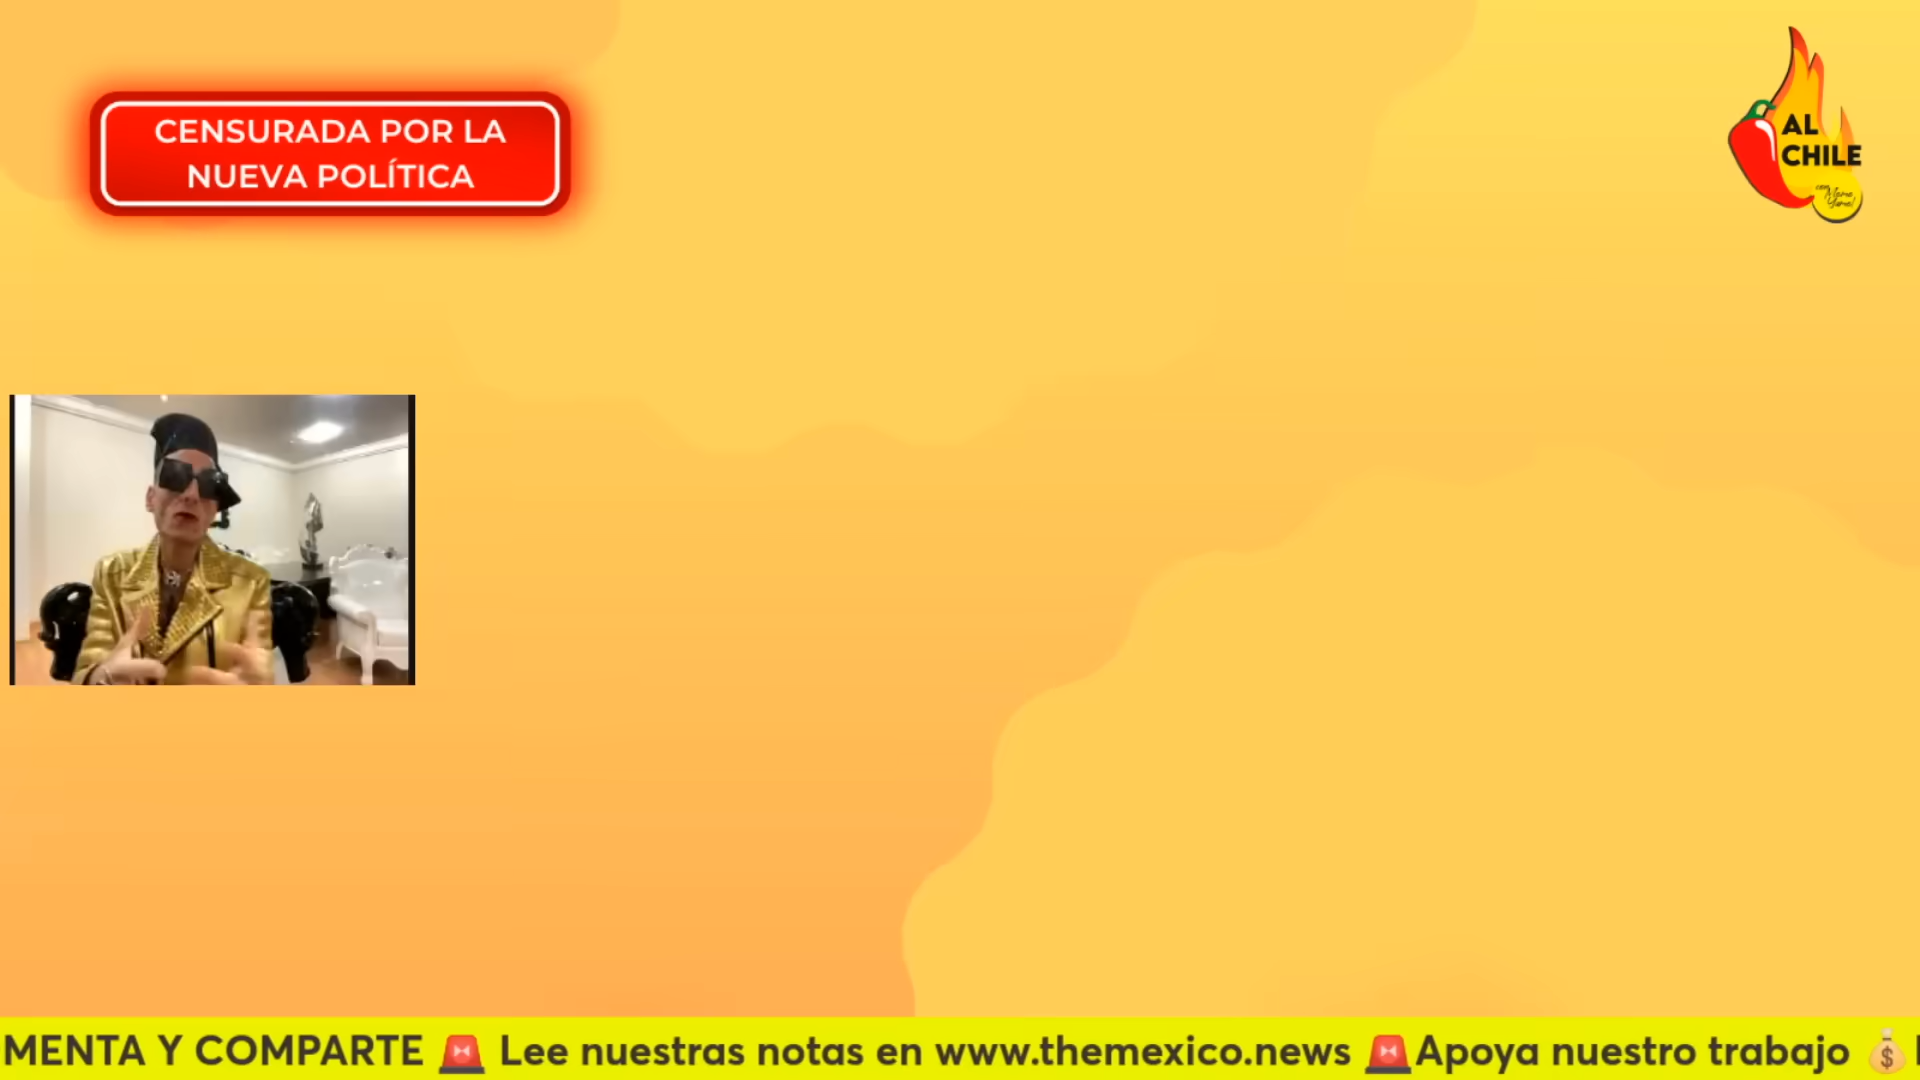 CENSURADA POR LA
NUEVA POLÍTICA
AL
CHILE
MENTA Y COMPARTE 🚨 Lee nuestras notas en www.themexico.news 🚨Apoya nuestro trabajo 💰